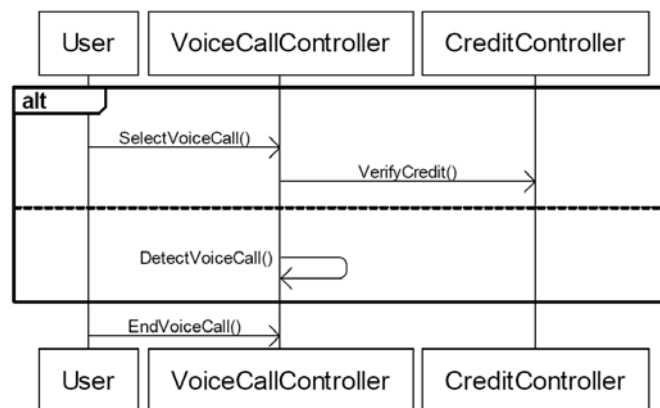 User
VoiceCallController
CreditController
alt
SelectVoiceCall()
VerifyCredit()
DetectVoiceCall()
EndVoiceCall()
User
VoiceCallController
CreditController